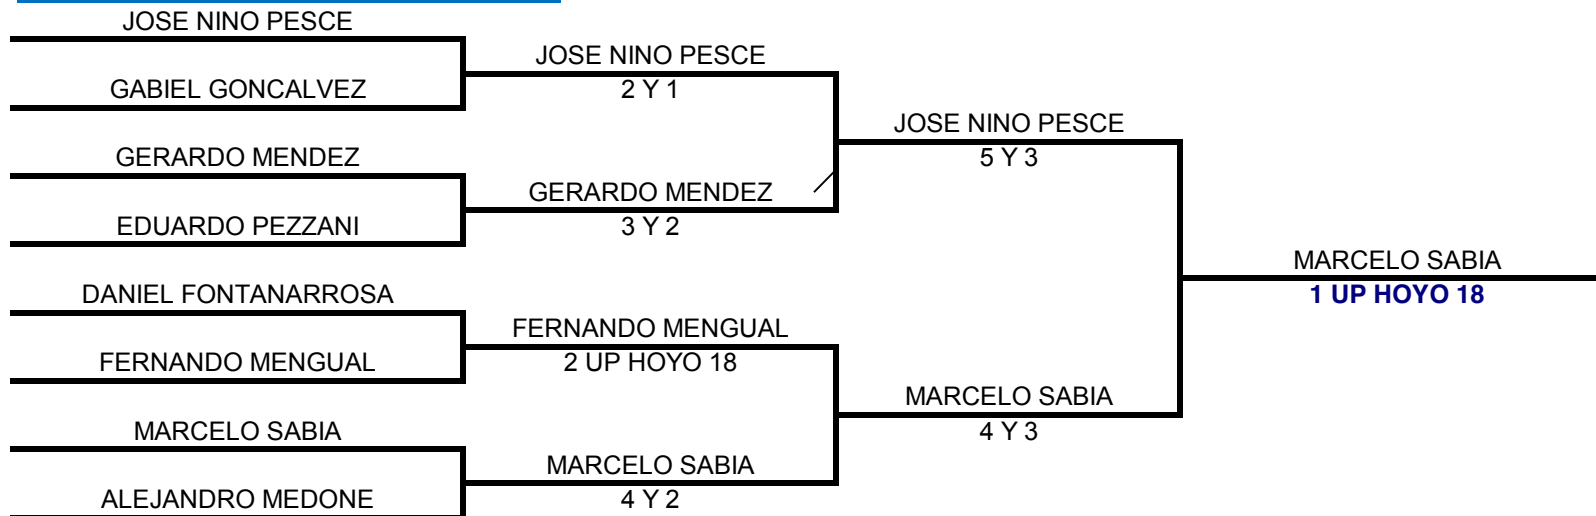 JOSE NINO PESCE
GABIEL GONCALVEZ
GERARDO MENDEZ
EDUARDO PEZZANI
DANIEL FONTANARROSA
FERNANDO MENGUAL
MARCELO SABIA
ALEJANDRO MEDONE
JOSE NINO PESCE
2 Y 1
GERARDO MENDEZ
3 Y 2
FERNANDO MENGUAL
2 UP HOYO 18
MARCELO SABIA
4 Y 2
JOSE NINO PESCE
5 Y 3
MARCELO SABIA
4 Y 3
MARCELO SABIA
1 UP HOYO 18